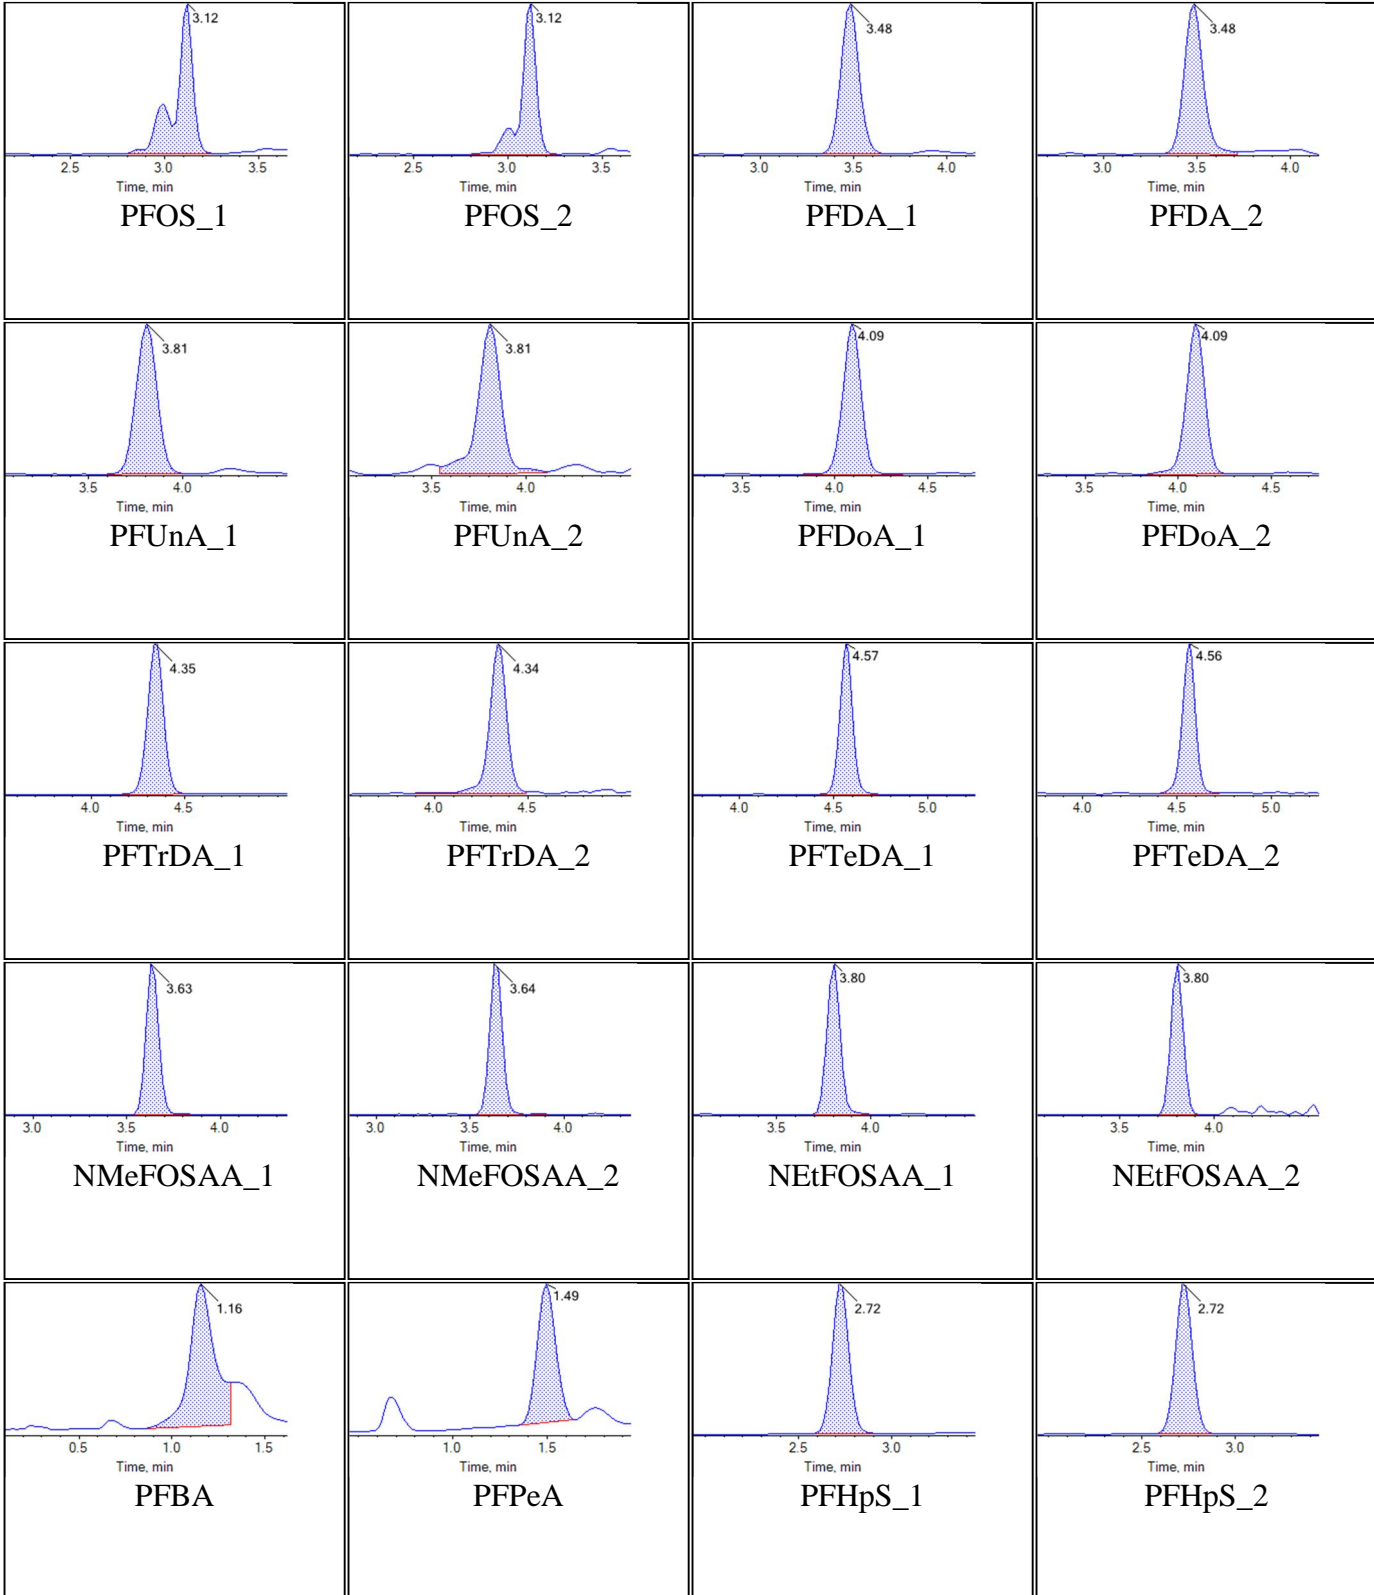 3.12 3.12 3.48 3.48
2.5 3.0 3.5 2.5 3.0 3.5 3.0 3.5 4.0 3.0 3.5 4.0
Time, min Time, min Time, min Time, min
PFOS_1 PFOS_2 PFDA_1 PFDA_2
3.81 3.81 4.09 4.09
3.5 4.0 3.5 4.0 3.5 4.0 4.5 3.5 4.0 4.5
Time, min Time, min Time, min Time, min
PFUnA_1 PFUnA_2 PFDoA_1 PFDoA_2
4.35 4.34 4.57 4.56
4.0 4.5 4.0 4.5 4.0 4.5 5.0 4.0 4.5 5.0
Time, min Time, min Time, min Time, min
PFTrDA_1 PFTrDA_2 PFTeDA_1 PFTeDA_2
3.63 3.64 3.80 3.80
3.0 3.5 4.0 3.0 3.5 4.0 3.5 4.0 3.5 4.0
Time, min Time, min Time, min Time, min
NMeFOSAA_1 NMeFOSAA_2 NEtFOSAA_1 NEtFOSAA_2
1.16 1.49 2.72 2.72
0.5 1.0 1.5 1.0 1.5 2.5 3.0 2.5 3.0
Time, min Time, min Time, min Time, min
PFBA PFPeA PFHpS_1 PFHpS_2